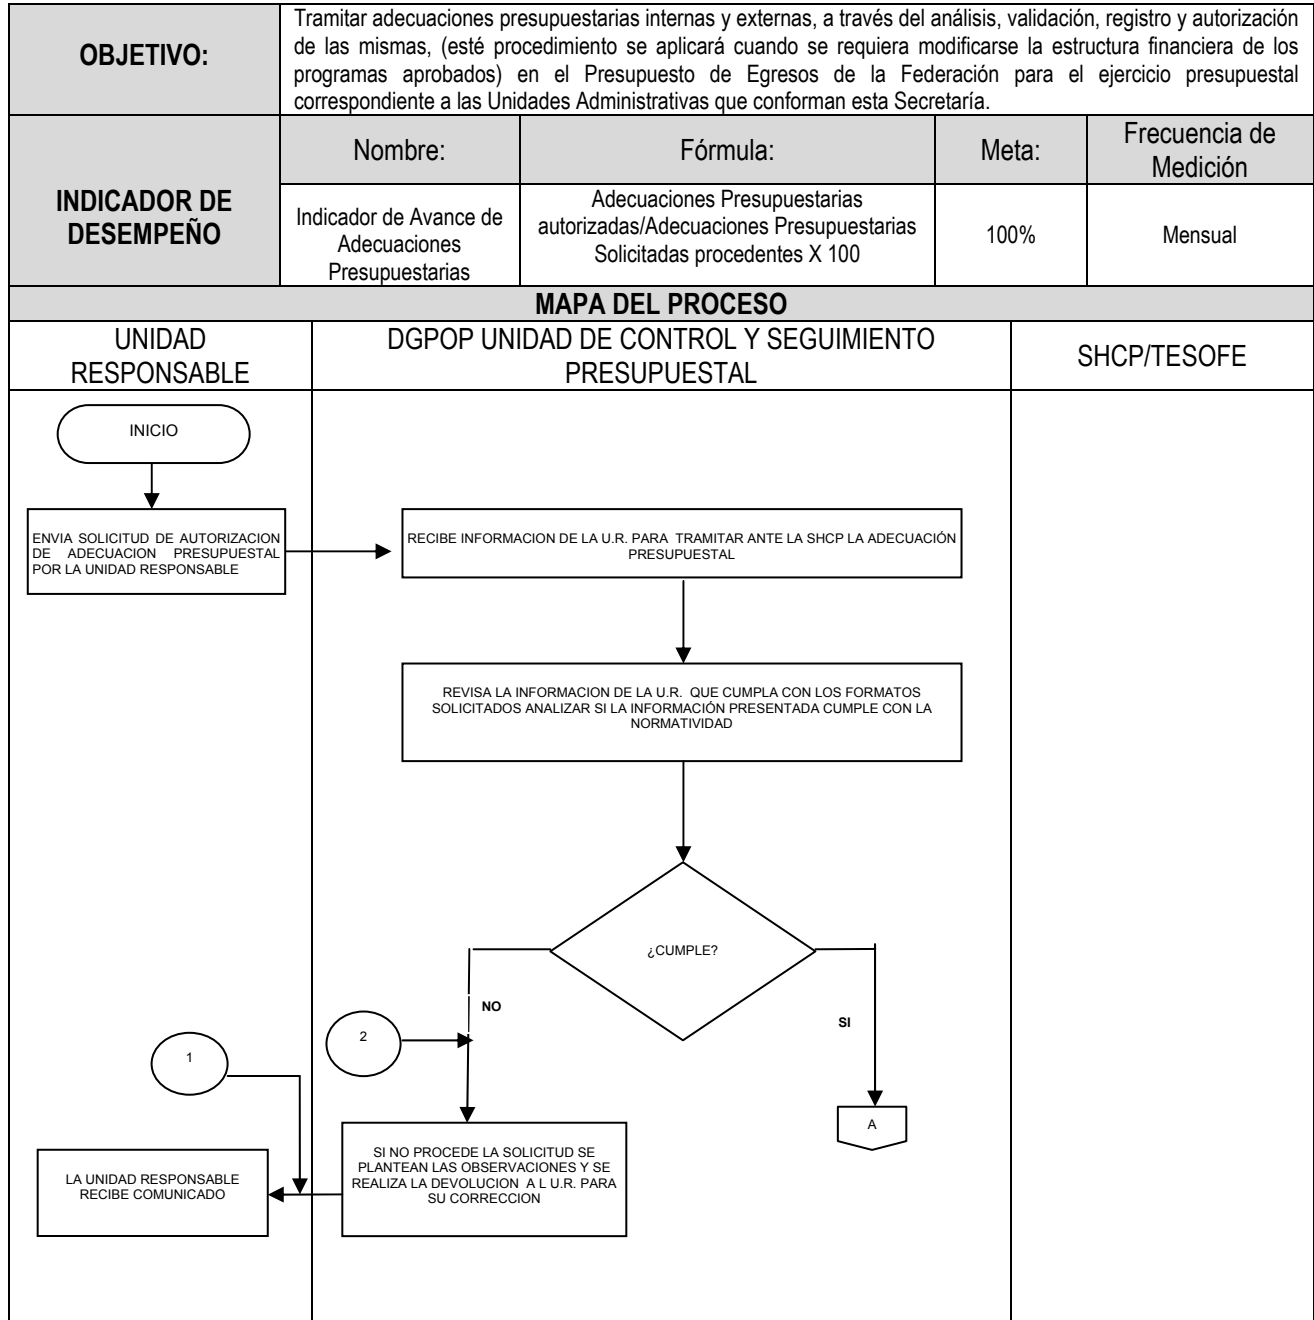 OBJETIVO:
Tramitar adecuaciones presupuestarias internas y externas, a través del análisis, validación, registro y autorización
de las mismas, (esté procedimiento se aplicará cuando se requiera modificarse la estructura financiera de los
programas aprobados) en el Presupuesto de Egresos de la Federación para el ejercicio presupuestal
correspondiente a las Unidades Administrativas que conforman esta Secretaría.
INDICADOR DE
DESEMPEÑO
Nombre:
Fórmula:
Meta:
Frecuencia de
Medición
Indicador de Avance de
Adecuaciones
Presupuestarias
Adecuaciones Presupuestarias
autorizadas/Adecuaciones Presupuestarias
Solicitadas procedentes X 100
100%
Mensual
MAPA DEL PROCESO
UNIDAD
RESPONSABLE
DGPOP UNIDAD DE CONTROL Y SEGUIMIENTO
PRESUPUESTAL
SHCP/TESOFE
INICIO
ENVIA SOLICITUD DE AUTORIZACION
DE ADECUACION PRESUPUESTAL
POR LA UNIDAD RESPONSABLE
RECIBE INFORMACION DE LA U.R. PARA TRAMITAR ANTE LA SHCP LA ADECUACIÓN
PRESUPUESTAL
REVISA LA INFORMACION DE LA U.R. QUE CUMPLA CON LOS FORMATOS
SOLICITADOS ANALIZAR SI LA INFORMACIÓN PRESENTADA CUMPLE CON LA
NORMATIVIDAD
¿CUMPLE?
NO
SI
2
1
A
SI NO PROCEDE LA SOLICITUD SE
PLANTEAN LAS OBSERVACIONES Y SE
REALIZA LA DEVOLUCION A L U.R. PARA
SU CORRECCION
LA UNIDAD RESPONSABLE
RECIBE COMUNICADO